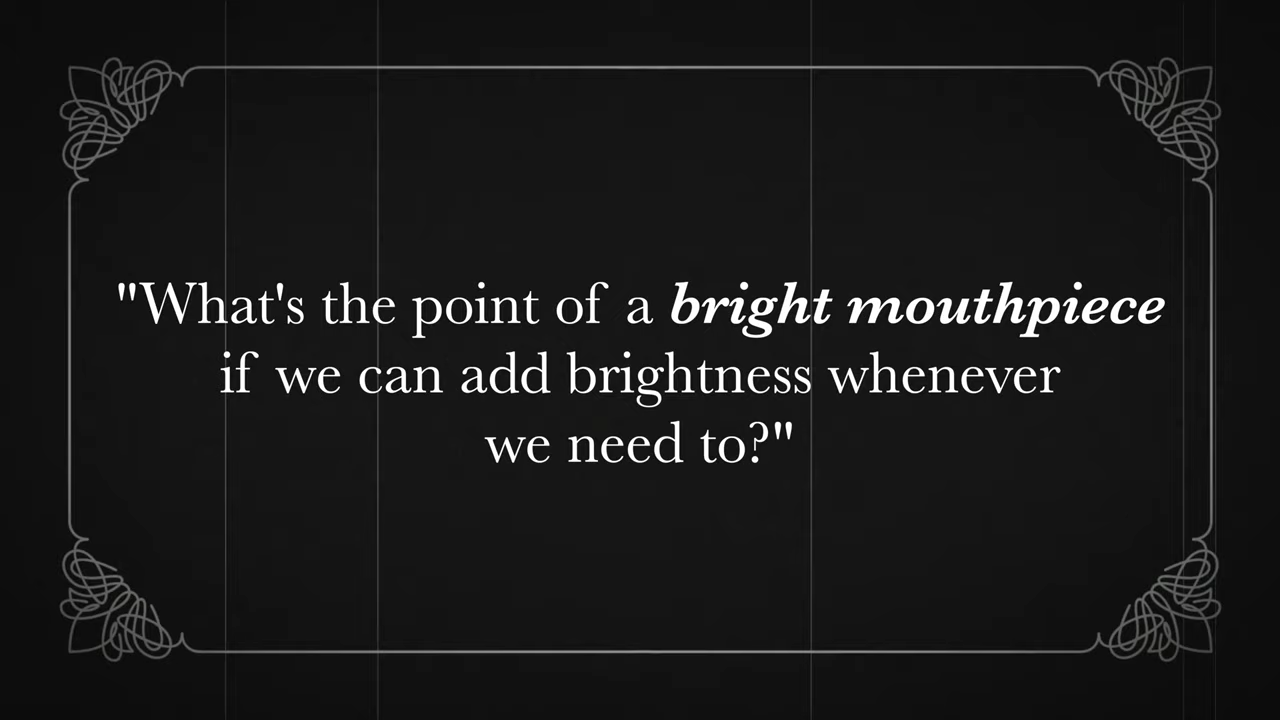 "What's the point of a bright mouthpiece
if we can add brightness whenever
we need to?"